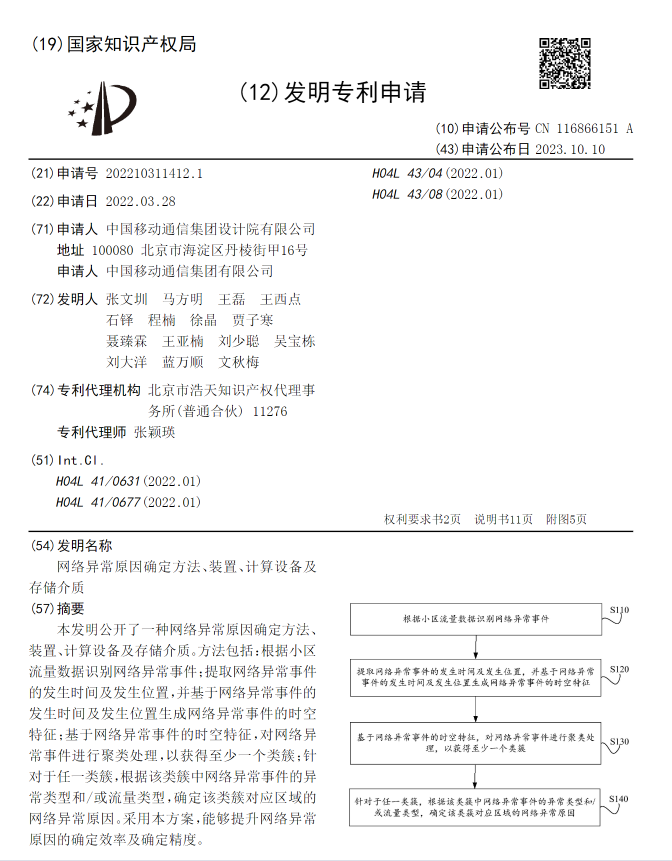 (19)国家知识产权局
(12)发明专利申请
(10)申请公布号 CN 116866151 A
(43)申请公布日 2023.10.10
(21)申请号 202210311412.1
(22)申请日 2022.03.28
(71)申请人 中国移动通信集团设计院有限公司
地址 100080 北京市海淀区丹棱街甲16号
申请人 中国移动通信集团有限公司
(72)发明人 张文圳 马方明 王磊 王西点
石铎 程楠 徐晶 贾子寒
聂臻霖 王亚楠 刘少聪 吴宝栋
刘大洋 蓝万顺 文秋梅
(74)专利代理机构 北京市浩天知识产权代理事
务所(普通合伙) 11276
专利代理师 张颖瑛
(51)Int.Cl.
H04L 41/0631(2022.01)
H04L 41/0677(2022.01)
H04L 43/04(2022.01)
H04L 43/08(2022.01)
权利要求书2页 说明书11页 附图5页
(54)发明名称
网络异常原因确定方法、装置、计算设备及
存储介质
(57)摘要
本发明公开了一种网络异常原因确定方法、
装置、计算设备及存储介质。方法包括:根据小区
流量数据识别网络异常事件;提取网络异常事件
的发生时间及发生位置,并基于网络异常事件的
发生时间及发生位置生成网络异常事件的时空
特征;基于网络异常事件的时空特征,对网络异
常事件进行聚类处理,以获得至少一个类簇;针
对于任一类簇,根据该类簇中网络异常事件的异
常类型和/或流量类型,确定该类簇对应区域的
网络异常原因。采用本方案,能够提升网络异常
原因的确定效率及确定精度。
根据小区流量数据识别网络异常事件
S110
提取网络异常事件的发生时间及发生位置,并基于网络异常
事件的发生时间及发生位置生成网络异常事件的时空特征
S120
基于网络异常事件的时空特征,对网络异常事件进行聚类处
理,以获得至少一个类簇
S130
针对于任一类簇,根据该类簇中网络异常事件的异常类型和/
或流量类型,确定该类簇对应区域的网络异常原因
S140